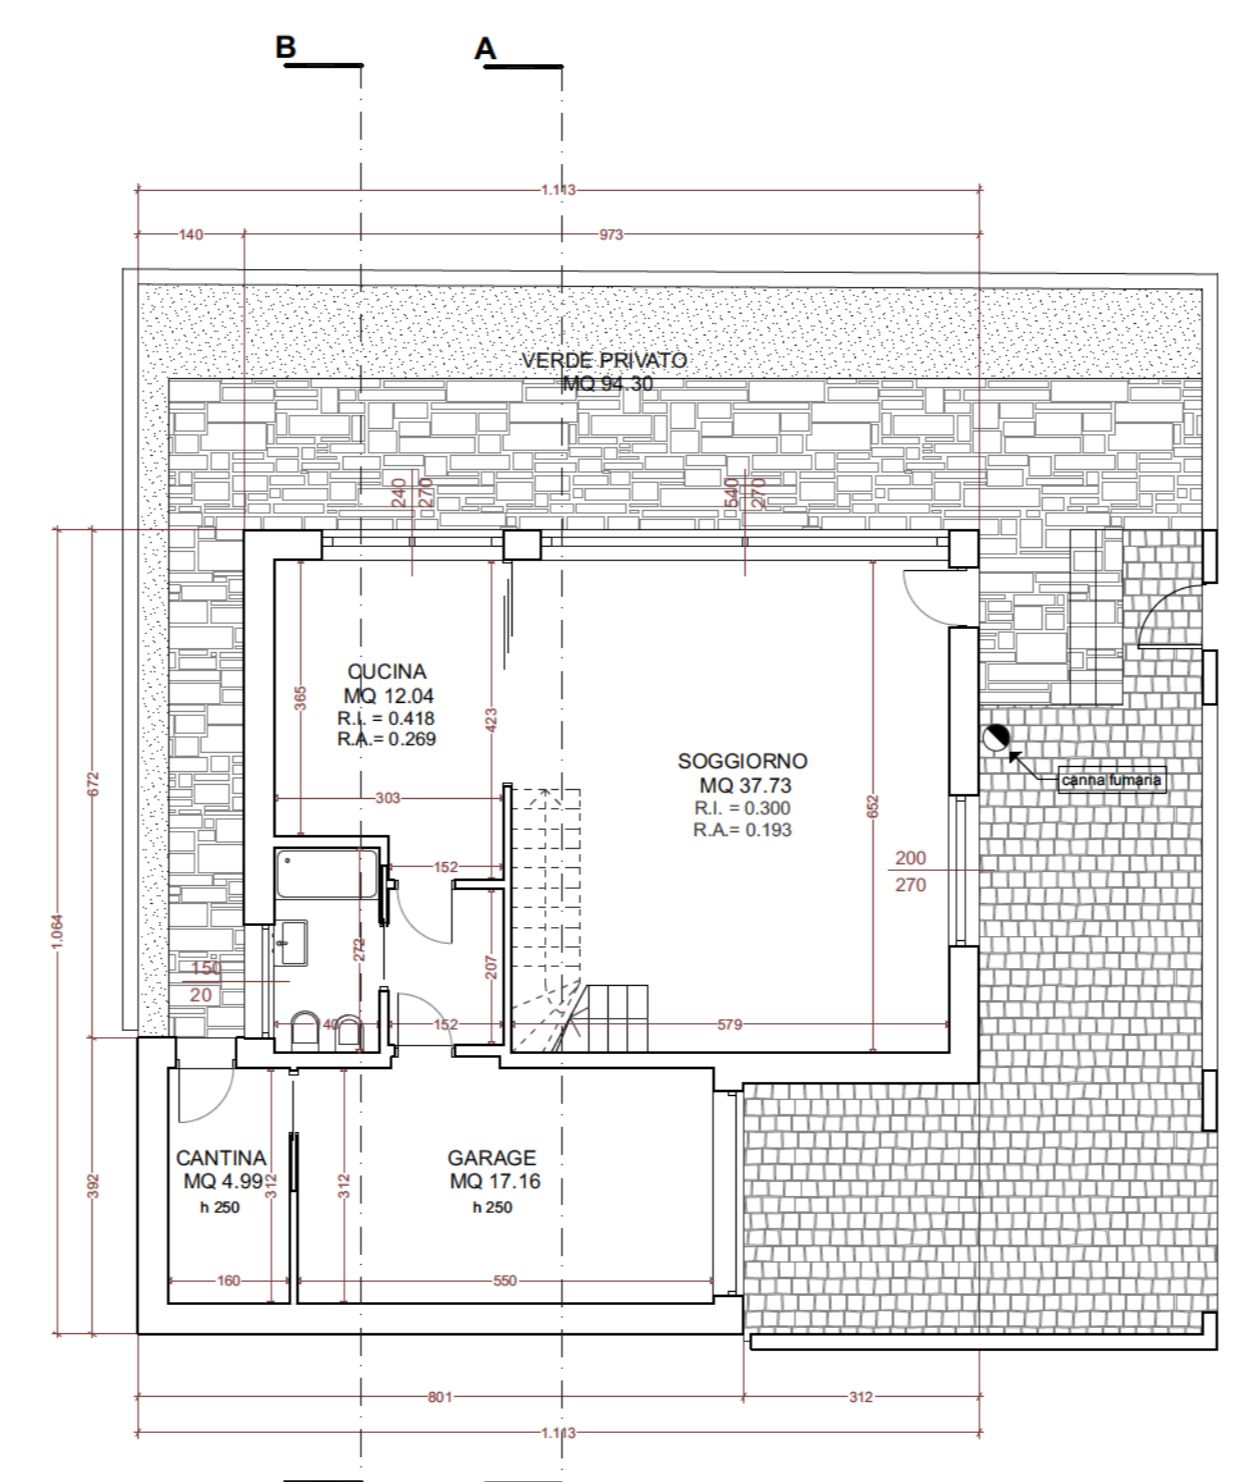 B
A
1.113
140
973
VERDE PRIVATO
MQ 94.30
240
270
540
270
CUCINA
MQ 12.04
R.I. = 0.418
R.A.= 0.269
365
423
303
152
SOGGIORNO
MQ 37.73
R.I. = 0.300
R.A.= 0.193
652
canna fumaria
200
270
672
1.064
392
150
20
272
207
140
152
579
CANTINA
MQ 4.99
h 250
312
312
GARAGE
MQ 17.16
h 250
160
550
801
312
1.113